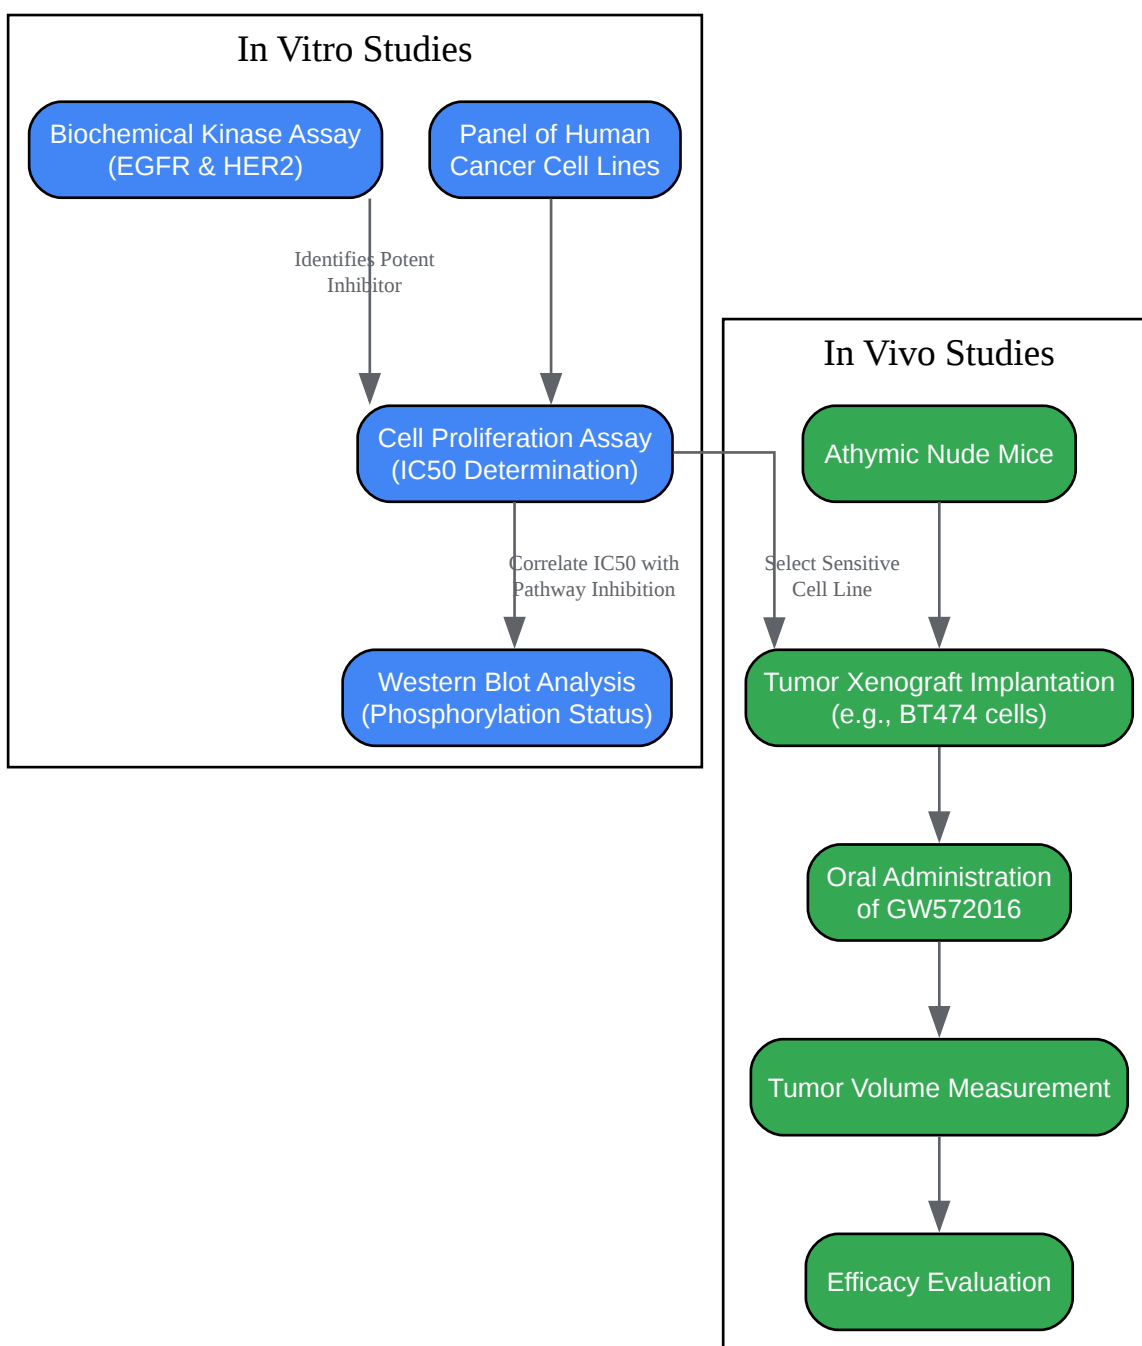 In Vitro Studies
Biochemical Kinase Assay
(EGFR & HER2)
Panel of Human
Cancer Cell Lines
Identifies Potent
Inhibitor
Cell Proliferation Assay
(IC50 Determination)
Correlate IC50 with
Pathway Inhibition
Western Blot Analysis
(Phosphorylation Status)
In Vivo Studies
Athymic Nude Mice
Select Sensitive
Cell Line
Tumor Xenograft Implantation
(e.g., BT474 cells)
Oral Administration
of GW572016
Tumor Volume Measurement
Efficacy Evaluation